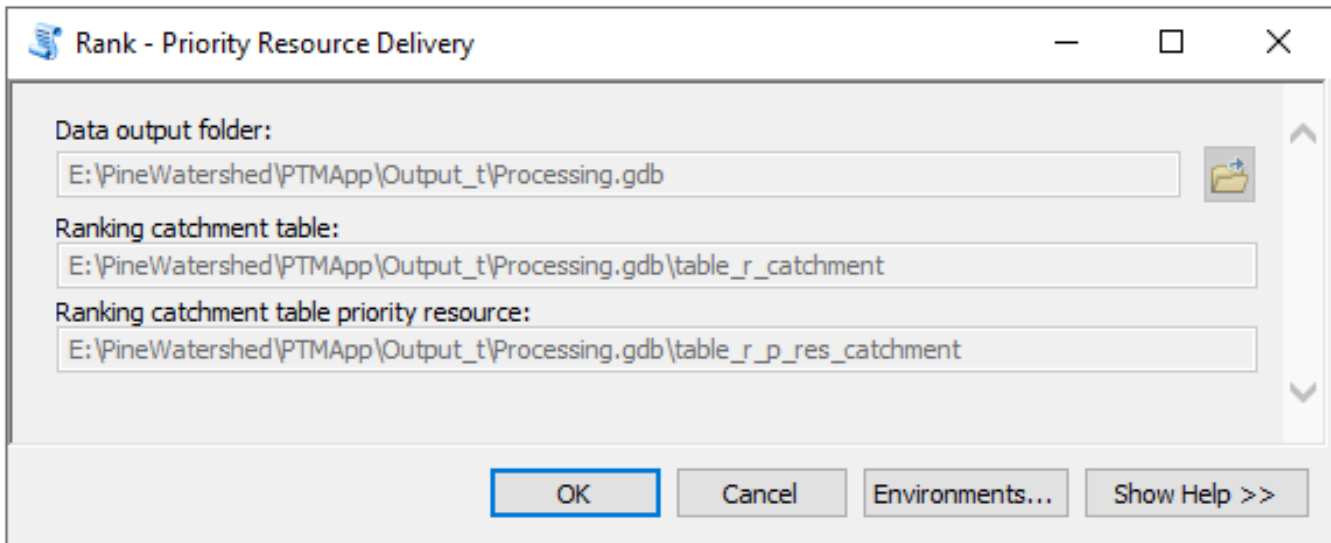 Rank - Priority Resource Delivery
Data output folder:
E:\PineWatershed\PTMApp\Output_t\Processing.gdb
Ranking catchment table:
E:\PineWatershed\PTMApp\Output_t\Processing.gdb\table_r_catchment
Ranking catchment table priority resource:
E:\PineWatershed\PTMApp\Output_t\Processing.gdb\table_r_p_res_catchment
OK Cancel Environments... Show Help >>